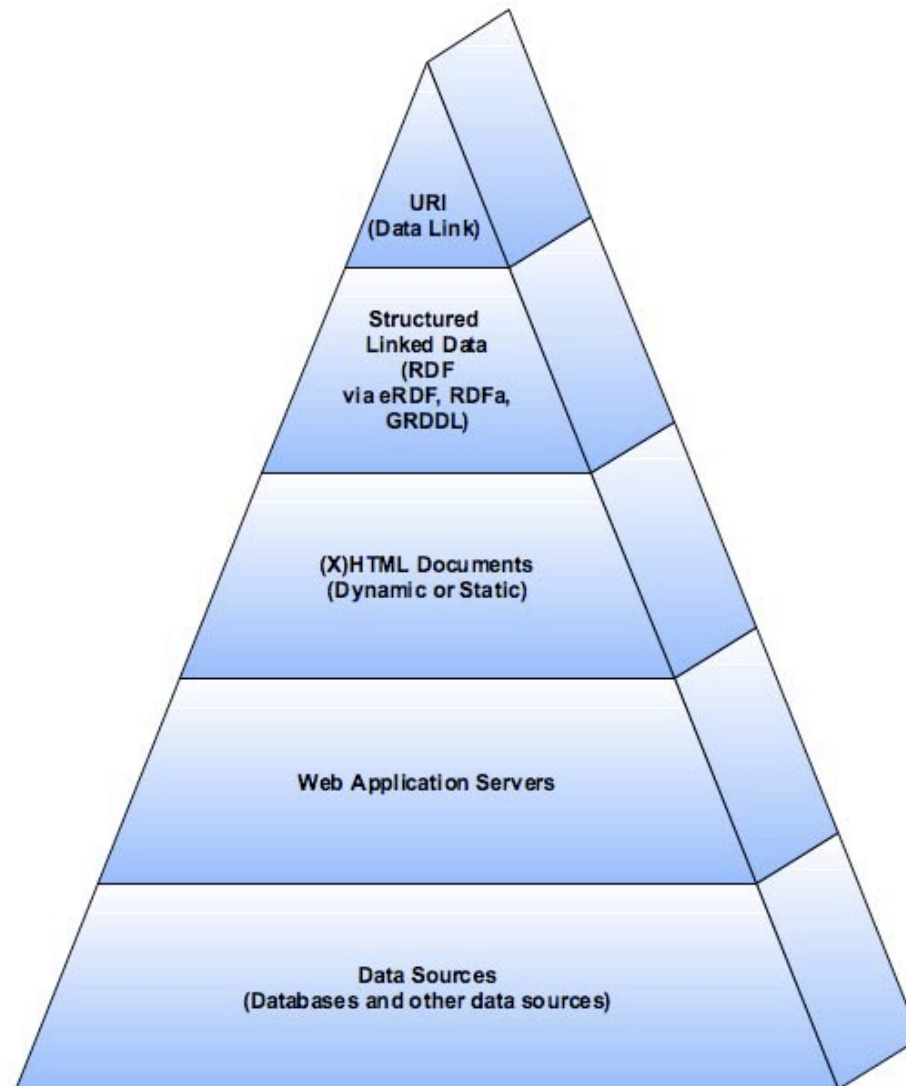 URI
(Data Link)
Structured
Linked Data
(RDF
via eRDF, RDFa,
GRDDL)
(X)HTML Documents
(Dynamic or Static)
Web Application Servers
Data Sources
(Databases and other data sources)